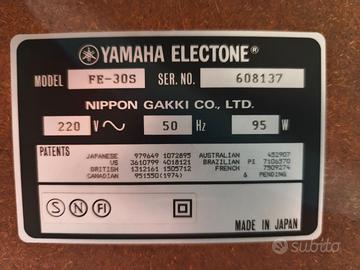 YAMAHA ELECTONE®
MODEL FE-30S SER. NO. 608137
NIPPON GAKKI CO., LTD.
220 V 50 Hz 95 W
PATENTS
JAPANESE 979649 1072895 AUSTRALIAN 452907
US 3610799 4018121 BRAZILIAN PI 7106570
BRITISH 1312161 1505712 FRENCH 7509274
CANADIAN 951550(1974) 6 PENDING
S N FI
MADE IN JAPAN
subito